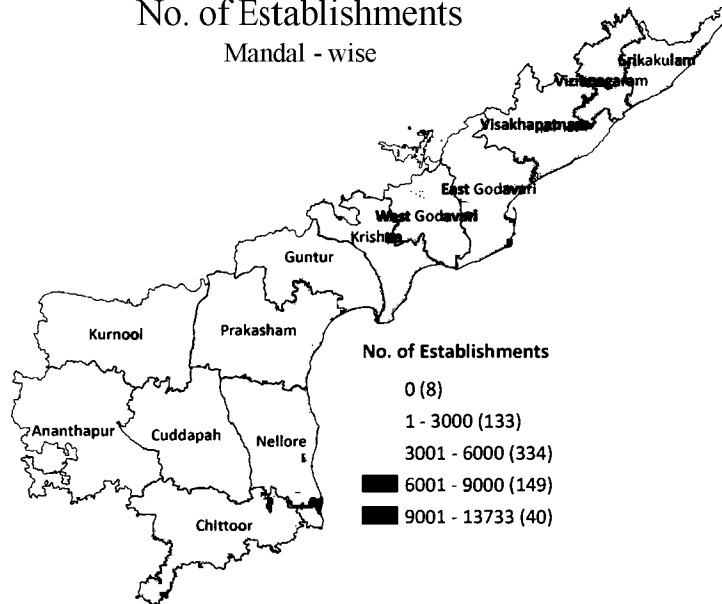 No. of Establishments
Mandal - wise
Srikakulam
Vizianagaram
Visakhapatnam
East Godavari
West Godavari
Krishna
Guntur
Kurnool
Prakasham
No. of Establishments
0 (8)
1 - 3000 (133)
3001 - 6000 (334)
6001 - 9000 (149)
9001 - 13733 (40)
Ananthapur
Cuddapah
Nellore
Chittoor